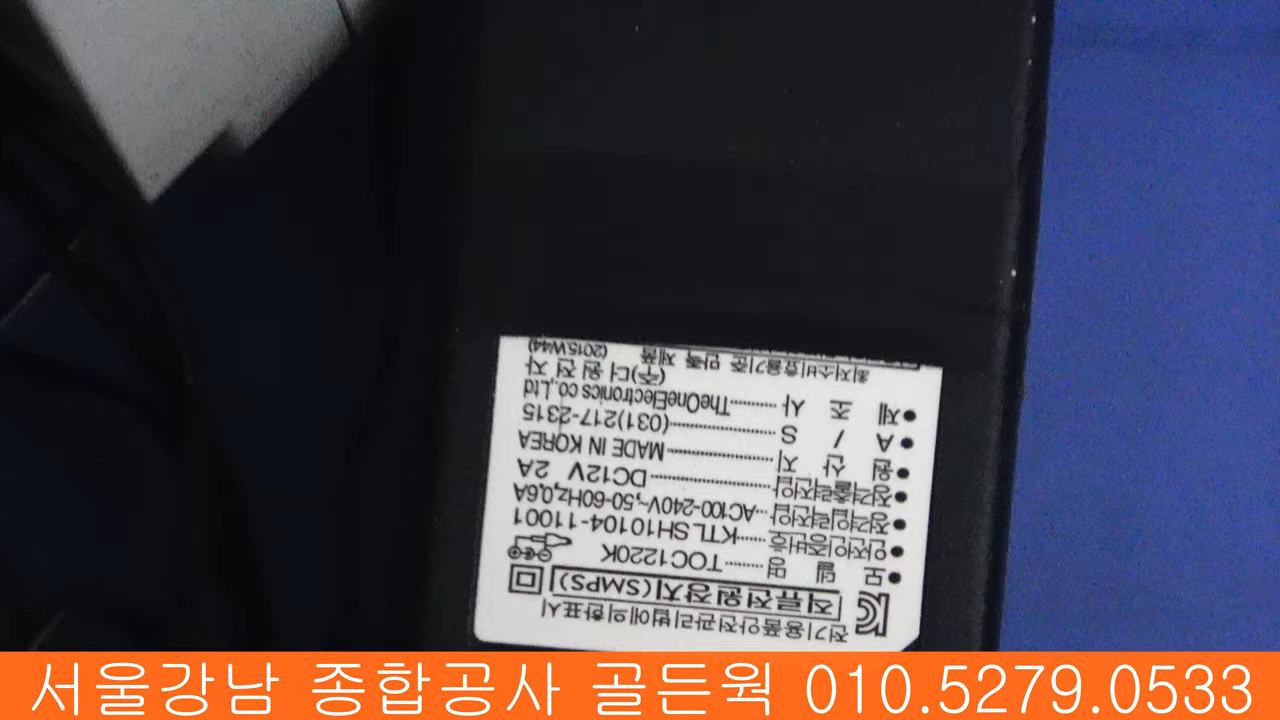 전기용품안전관리법에의한표시
직류전원장치(SMPS)
●모 델 명 ········TOC1220K
●안전인증번호 ······KTLSH10104-11001
●정격입력전압 ···AC100-240V~,50-60Hz,0.6A
●정격출력전압 ··················DC12V 2A
●원 산 지 ················MADE IN KOREA
●A / S ················(031)217-2315
●제 조 사 ··········TheOneElectronics co.,Ltd
(주)더원전자
최저소비효율기준 만족 제품 (2015.W44)
서울강남 종합공사 골든웍 010.5279.0533